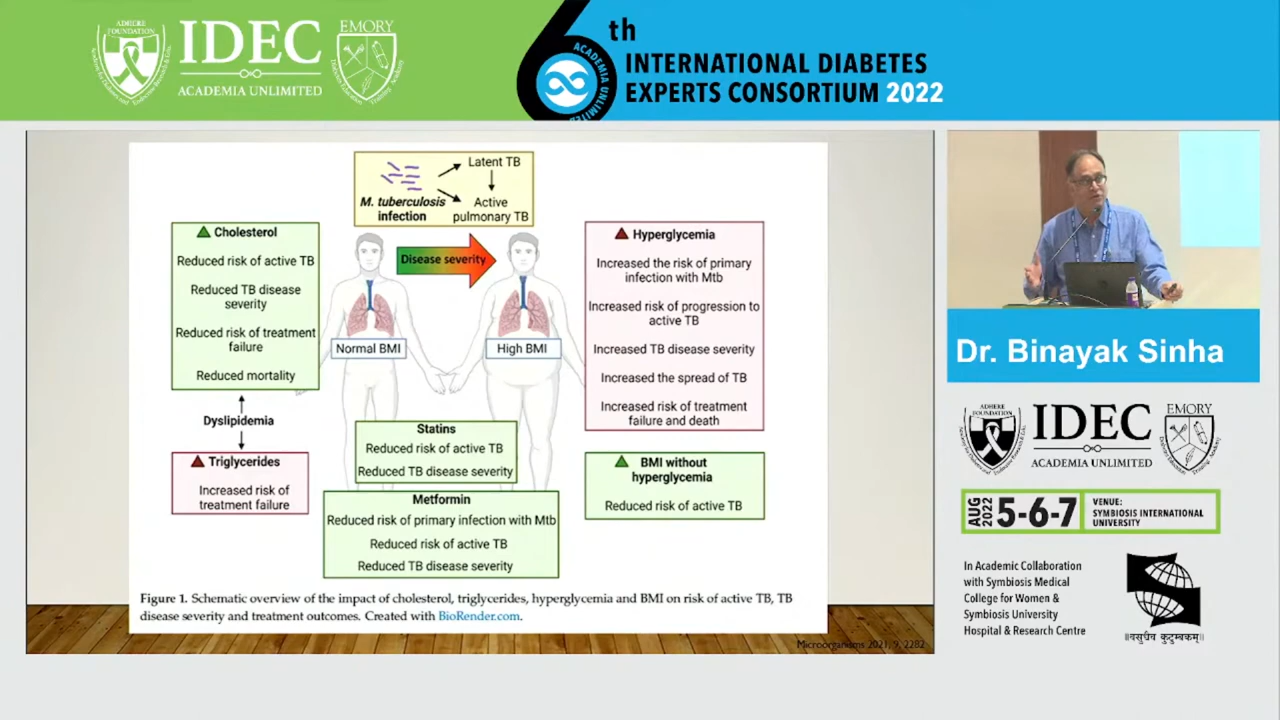 ADHERE
FOUNDATION
IDEC
ACADEMIA UNLIMITED
EMORY
6th
ACADEMIA UNLIMITED
INTERNATIONAL DIABETES
EXPERTS CONSORTIUM 2022
M. tuberculosis
infection
Latent TB
Active
pulmonary TB
Cholesterol
Reduced risk of active TB
Reduced TB disease
severity
Reduced risk of treatment
failure
Reduced mortality
Dyslipidemia
Triglycerides
Increased risk of
treatment failure
Disease severity
Normal BMI
High BMI
Statins
Reduced risk of active TB
Reduced TB disease severity
Metformin
Reduced risk of primary infection with Mtb
Reduced risk of active TB
Reduced TB disease severity
Hyperglycemia
Increased the risk of primary
infection with Mtb
Increased risk of progression to
active TB
Increased TB disease severity
Increased the spread of TB
Increased risk of treatment
failure and death
BMI without
hyperglycemia
Reduced risk of active TB
Figure 1. Schematic overview of the impact of cholesterol, triglycerides, hyperglycemia and BMI on risk of active TB, TB
disease severity and treatment outcomes. Created with BioRender.com.
Microorganisms 2021, 9, 2282
Dr. Binayak Sinha
ADHERE
FOUNDATION
IDEC
ACADEMIA UNLIMITED
EMORY
AUG
2022
5-6-7
VENUE:
SYMBIOSIS INTERNATIONAL
UNIVERSITY
In Academic Collaboration
with Symbiosis Medical
College for Women &
Symbiosis University
Hospital & Research Centre
॥वसुधैव कुटुम्बकम्॥